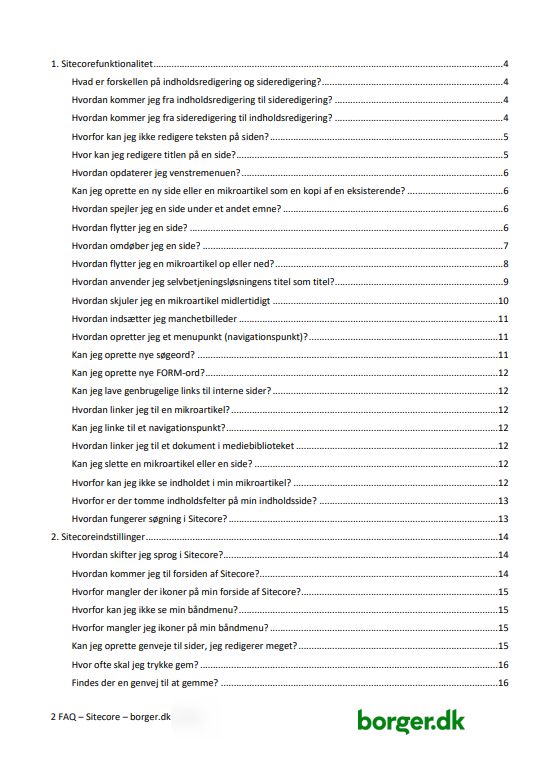 1. Sitecorefunktionalitet....................................................................................................4
Hvad er forskellen på indholdsredigering og sideredigering?....................................................4
Hvordan kommer jeg fra indholdsredigering til sideredigering? ....................................................4
Hvordan kommer jeg fra sideredigering til indholdsredigering? ....................................................4
Hvorfor kan jeg ikke redigere teksten på siden?....................................................5
Hvor kan jeg redigere titlen på en side?....................................................5
Hvordan opdaterer jeg venstremenuen?....................................................6
Kan jeg oprette en ny side eller en mikroartikel som en kopi af en eksisterende? ....................................................6
Hvordan spejler jeg en side under et andet emne?....................................................6
Hvordan flytter jeg en side? ....................................................6
Hvordan omdøber jeg en side? ....................................................7
Hvordan flytter jeg en mikroartikel op eller ned?....................................................8
Hvordan anvender jeg selvbetjeningsløsningens titel som titel?....................................................9
Hvordan skjuler jeg en mikroartikel midlertidigt ....................................................10
Hvordan indsætter jeg manchetbilleder ....................................................11
Hvordan opretter jeg et menupunkt (navigationspunkt)?....................................................11
Kan jeg oprette nye søgeord? ....................................................11
Kan jeg oprette nye FORM-ord?....................................................12
Kan jeg lave genbrugelige links til interne sider? ....................................................12
Hvordan linker jeg til en mikroartikel?....................................................12
Kan jeg linke til et navigationspunkt?....................................................12
Hvordan linker jeg til et dokument i mediebiblioteket ....................................................12
Kan jeg slette en mikroartikel eller en side? ....................................................12
Hvorfor kan jeg ikke se indholdet i min mikroartikel?....................................................12
Hvorfor er der tomme indholdsfelter på min indholdsside? ....................................................13
Hvordan fungerer søgning i Sitecore?....................................................13
2. Sitecoreindstillinger....................................................14
Hvordan skifter jeg sprog i Sitecore?....................................................14
Hvordan kommer jeg til forsiden af Sitecore?....................................................14
Hvorfor mangler der ikoner på min forside af Sitecore?....................................................15
Hvorfor kan jeg ikke se min båndmenu?....................................................15
Hvorfor mangler jeg ikoner på min båndmenu? ....................................................15
Kan jeg oprette genveje til sider, jeg redigerer meget? ....................................................15
Hvor ofte skal jeg trykke gem? ....................................................16
Findes der en genvej til at gemme? ....................................................16
2 FAQ – Sitecore – borger.dk
borger.dk